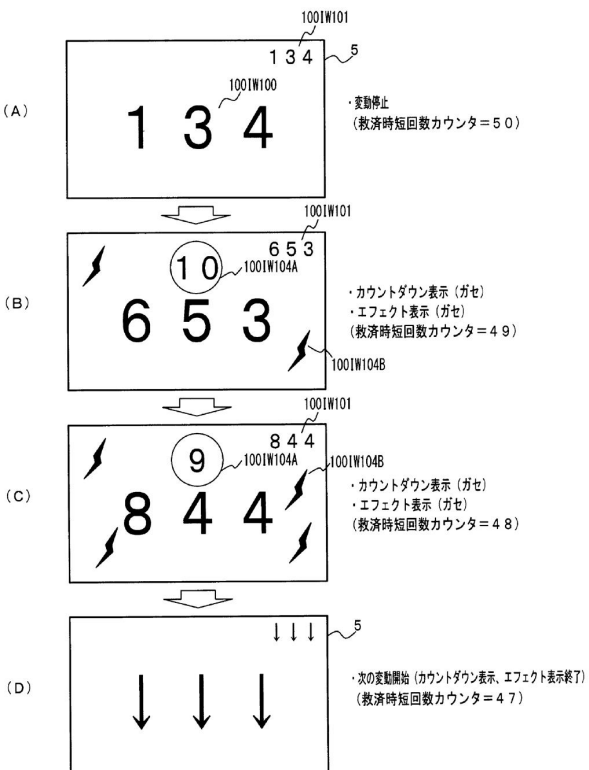 100IW101
134
5
100IW100
(A)
134
・変動停止
(救済時短回数カウンタ=50)
100IW101
653
10
100IW104A
(B)
653
・カウントダウン表示(ガセ)
・エフェクト表示(ガセ)
(救済時短回数カウンタ=49)
100IW104B
100IW101
844
9
100IW104A
100IW104B
(C)
844
・カウントダウン表示(ガセ)
・エフェクト表示(ガセ)
(救済時短回数カウンタ=48)
↓↓↓
5
(D)
↓↓↓
・次の変動開始(カウントダウン表示、エフェクト表示終了)
(救済時短回数カウンタ=47)